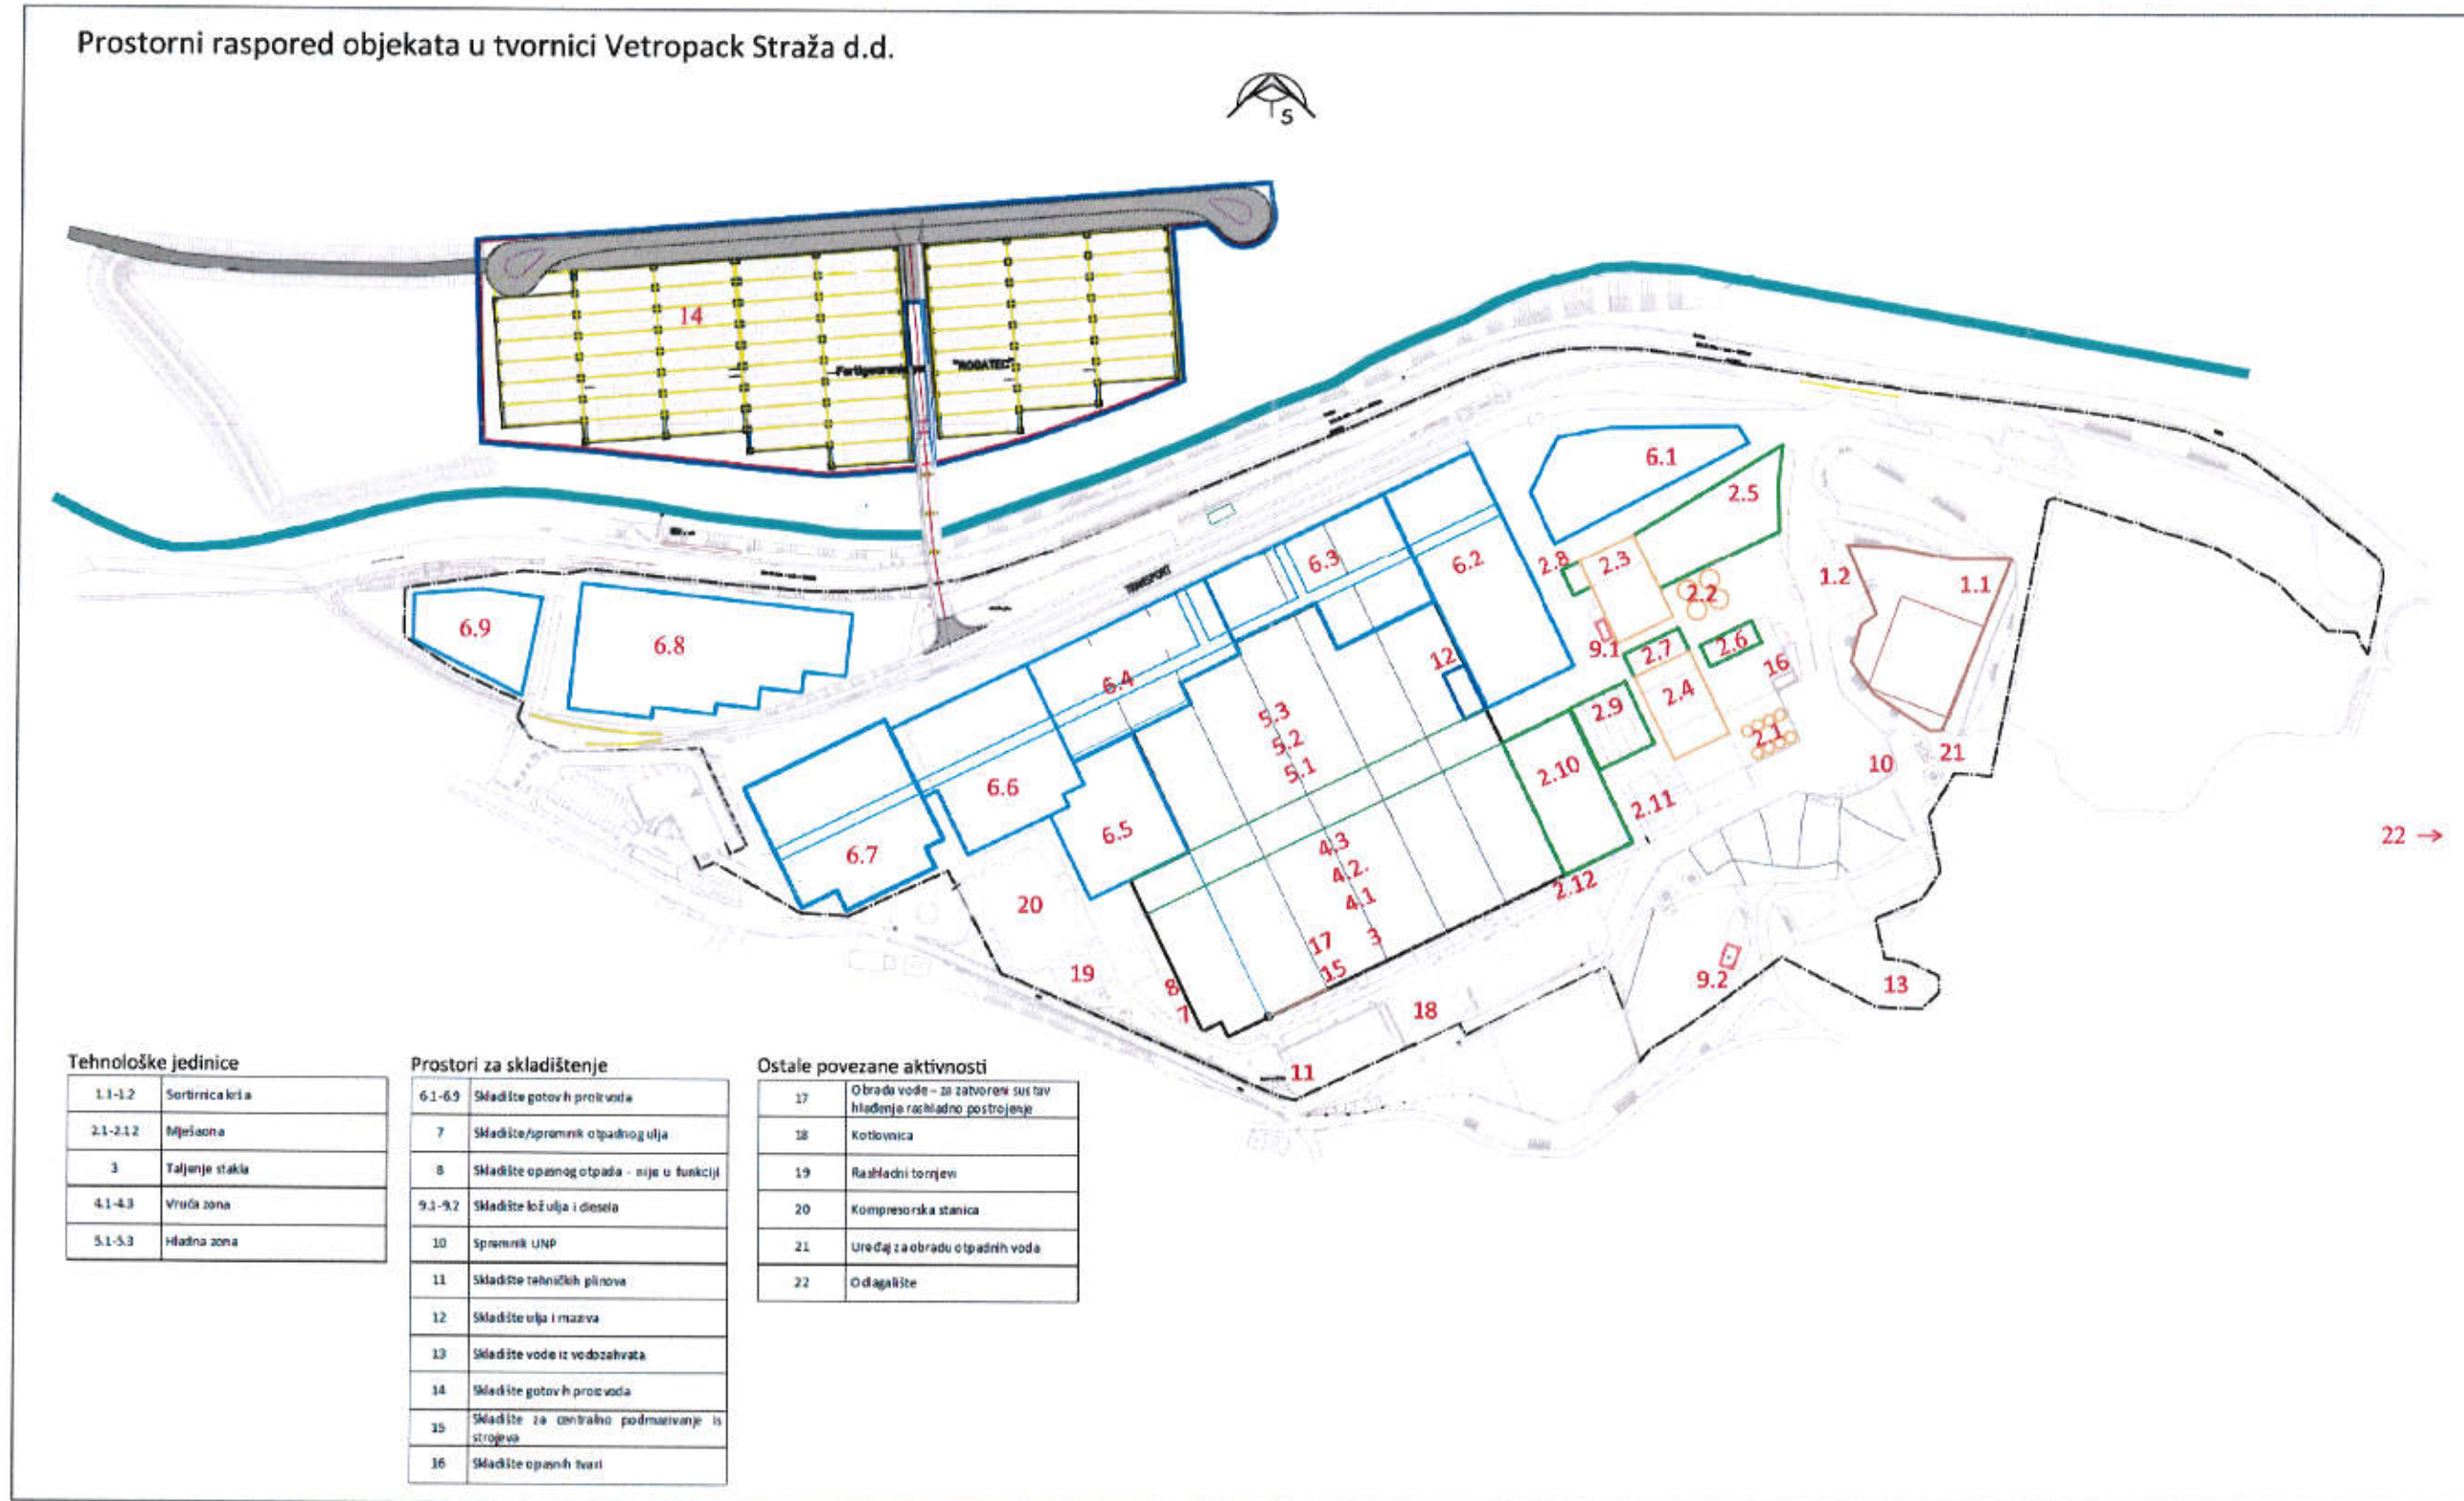 Prostorni raspored objekata u tvornici Vetropack Straža d.d.
S
14
"ROGATEC"
TRANSPORT
6.1
2.5
6.3
6.2
2.8
2.3
2.2
1.2
1.1
6.9
6.8
9.1
2.7
2.6
16
12
6.4
2.4
2.9
2.1
5.3
5.2
5.1
21
10
2.10
2.11
6.6
6.5
6.7
22
4.3
4.2.
4.1
2.12
20
17
3
15
19
8
7
18
9.2
13
11
Tehnološke jedinice
1.1-1.2 Sortirnica krša
2.1-2.12 Mješaona
3 Taljenje stakla
4.1-4.3 Vruća zona
5.1-5.3 Hladna zona
Prostori za skladištenje
6.1-6.9 Skladište gotovih proizvoda
7 Skladište/spremnik otpadnog ulja
8 Skladište opasnog otpada - nije u funkciji
9.1-9.2 Skladište lož ulja i diesela
10 Spremnik UNP
11 Skladište tehničkih plinova
12 Skladište ulja i maziva
13 Skladište vode iz vodozahvata
14 Skladište gotovih proizvoda
15 Skladište za centralno podmazivanje is
strojeva
16 Skladište opasnih tvari
Ostale povezane aktivnosti
17 Obrada vode – za zatvoreni sustav
hlađenja rashladno postrojenje
18 Kotlovnica
19 Rashladni tornjevi
20 Kompresorska stanica
21 Uređaj za obradu otpadnih voda
22 Odlagalište